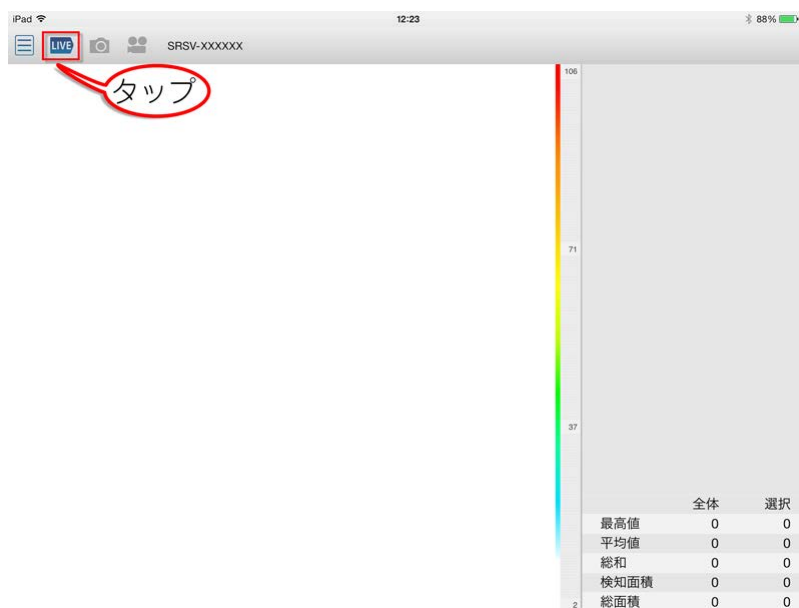 iPad 12:23 88%
LIVE SRSV-XXXXXX
タップ
106
71
37
2
全体 選択
最高値 0 0
平均値 0 0
総和 0 0
検知面積 0 0
総面積 0 0